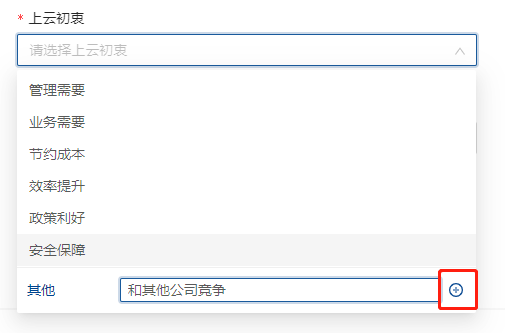 * 上云初衷
请选择上云初衷
管理需要
业务需要
节约成本
效率提升
政策利好
安全保障
其他 和其他公司竞争